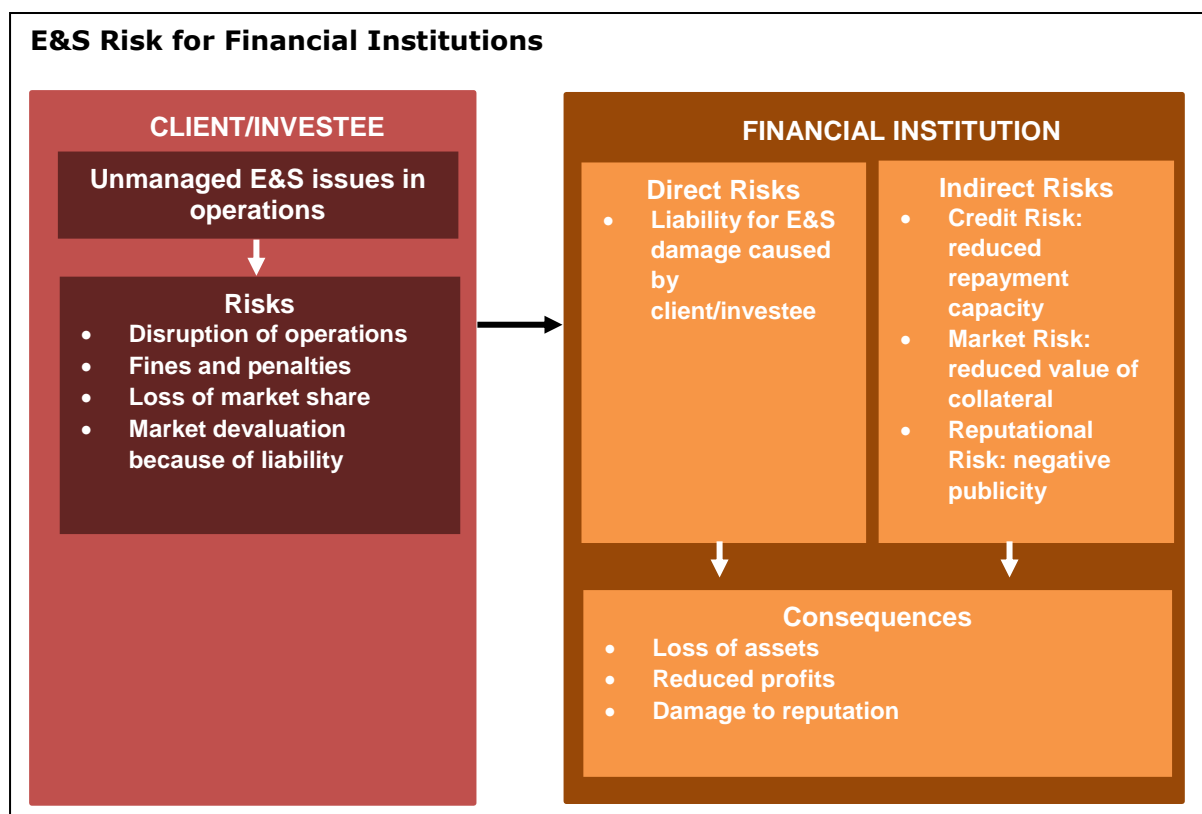 E&S Risk for Financial Institutions
CLIENT/INVESTEE
Unmanaged E&S issues in
operations
Risks
• Disruption of operations
• Fines and penalties
• Loss of market share
• Market devaluation
because of liability
FINANCIAL INSTITUTION
Direct Risks
• Liability for E&S
damage caused
by
client/investee
Indirect Risks
• Credit Risk:
reduced
repayment
capacity
• Market Risk:
reduced value of
collateral
• Reputational
Risk: negative
publicity
Consequences
• Loss of assets
• Reduced profits
• Damage to reputation